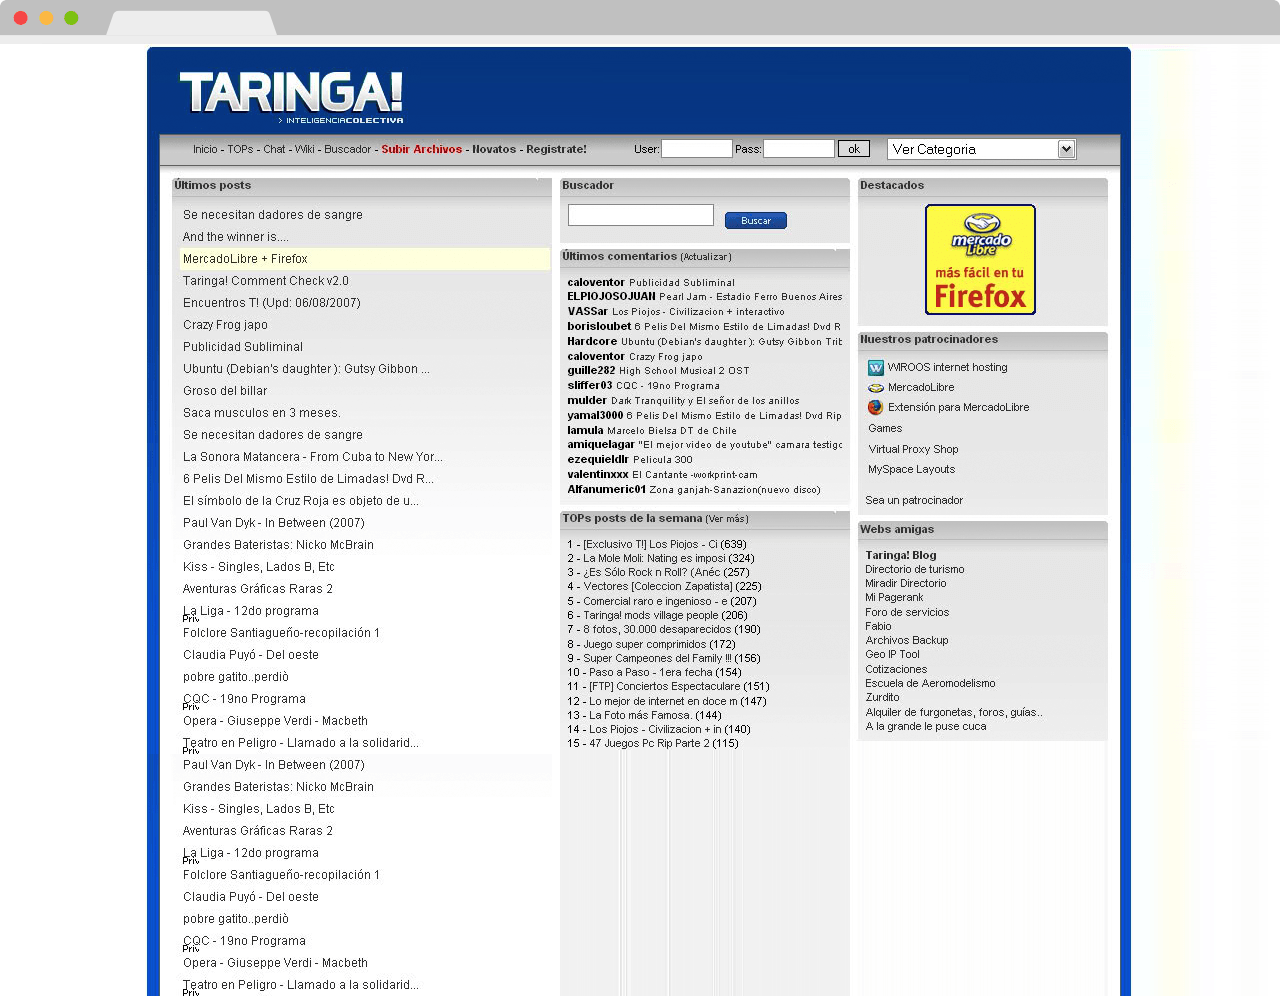 TARINGA!
> INTELIGENCIACOLECTIVA
Inicio - TOPs - Chat - Wiki - Buscador - Subir Archivos - Novatos - Registrate!
User: Pass: ok Ver Categoria
Últimos posts
Se necesitan dadores de sangre
And the winner is....
MercadoLibre + Firefox
Taringa! Comment Check v2.0
Encuentros T! (Upd: 06/08/2007)
Crazy Frog japo
Publicidad Subliminal
Ubuntu (Debian's daughter ): Gutsy Gibbon ...
Groso del billar
Saca musculos en 3 meses.
Se necesitan dadores de sangre
La Sonora Matancera - From Cuba to New Yor...
6 Pelis Del Mismo Estilo de Limadas! Dvd R...
El símbolo de la Cruz Roja es objeto de u...
Paul Van Dyk - In Between (2007)
Grandes Bateristas: Nicko McBrain
Kiss - Singles, Lados B, Etc
Aventuras Gráficas Raras 2
La Liga - 12do programa
Priv
Folclore Santiagueño-recopilación 1
Claudia Puyó - Del oeste
pobre gatito..perdiò
CQC - 19no Programa
Priv
Opera - Giuseppe Verdi - Macbeth
Teatro en Peligro - Llamado a la solidarid...
Priv
Paul Van Dyk - In Between (2007)
Grandes Bateristas: Nicko McBrain
Kiss - Singles, Lados B, Etc
Aventuras Gráficas Raras 2
La Liga - 12do programa
Priv
Folclore Santiagueño-recopilación 1
Claudia Puyó - Del oeste
pobre gatito..perdiò
CQC - 19no Programa
Priv
Opera - Giuseppe Verdi - Macbeth
Teatro en Peligro - Llamado a la solidarid...
Priv
Buscador
Buscar
Últimos comentarios (Actualizar)
caloventor Publicidad Subliminal
ELPIOJOSOJUAN Pearl Jam - Estadio Ferro Buenos Aires
VASSar Los Piojos - Civilizacion + interactivo
borisloubet 6 Pelis Del Mismo Estilo de Limadas! Dvd R
Hardcore Ubuntu (Debian's daughter ): Gutsy Gibbon Trib
caloventor Crazy Frog japo
guille282 High School Musical 2 OST
sliffer03 CQC - 19no Programa
mulder Dark Tranquility y El señor de los anillos
yamal3000 6 Pelis Del Mismo Estilo de Limadas! Dvd Rip
lamula Marcelo Bielsa DT de Chile
amiquelagar "El mejor video de youtube" camara testigo
ezequieldlr Pelicula 300
valentinxxx El Cantante -workprint-cam
Alfanumeric01 Zona ganjah-Sanazion(nuevo disco)
TOPs posts de la semana (Ver más)
1 - [Exclusivo T!] Los Piojos - Ci (639)
2 - La Mole Moli: Nating es imposi (324)
3 - ¿Es Sólo Rock n Roll? (Anéc (257)
4 - Vectores [Coleccion Zapatista] (225)
5 - Comercial raro e ingenioso - e (207)
6 - Taringa! mods village people (206)
7 - 8 fotos, 30.000 desaparecidos (190)
8 - Juego super comprimidos (172)
9 - Super Campeones del Family !!! (156)
10 - Paso a Paso - 1era fecha (154)
11 - [FTP] Conciertos Espectaculare (151)
12 - Lo mejor de internet en doce m (147)
13 - La Foto más Famosa. (144)
14 - Los Piojos - Civilizacion + in (140)
15 - 47 Juegos Pc Rip Parte 2 (115)
Destacados
mercado
libre
más fácil en tu
Firefox
Nuestros patrocinadores
WIROOS internet hosting
MercadoLibre
Extensión para MercadoLibre
Games
Virtual Proxy Shop
MySpace Layouts
Sea un patrocinador
Webs amigas
Taringa! Blog
Directorio de turismo
Miradir Directorio
Mi Pagerank
Foro de servicios
Fabio
Archivos Backup
Geo IP Tool
Cotizaciones
Escuela de Aeromodelismo
Zurdito
Alquiler de furgonetas, foros, guías..
A la grande le puse cuca